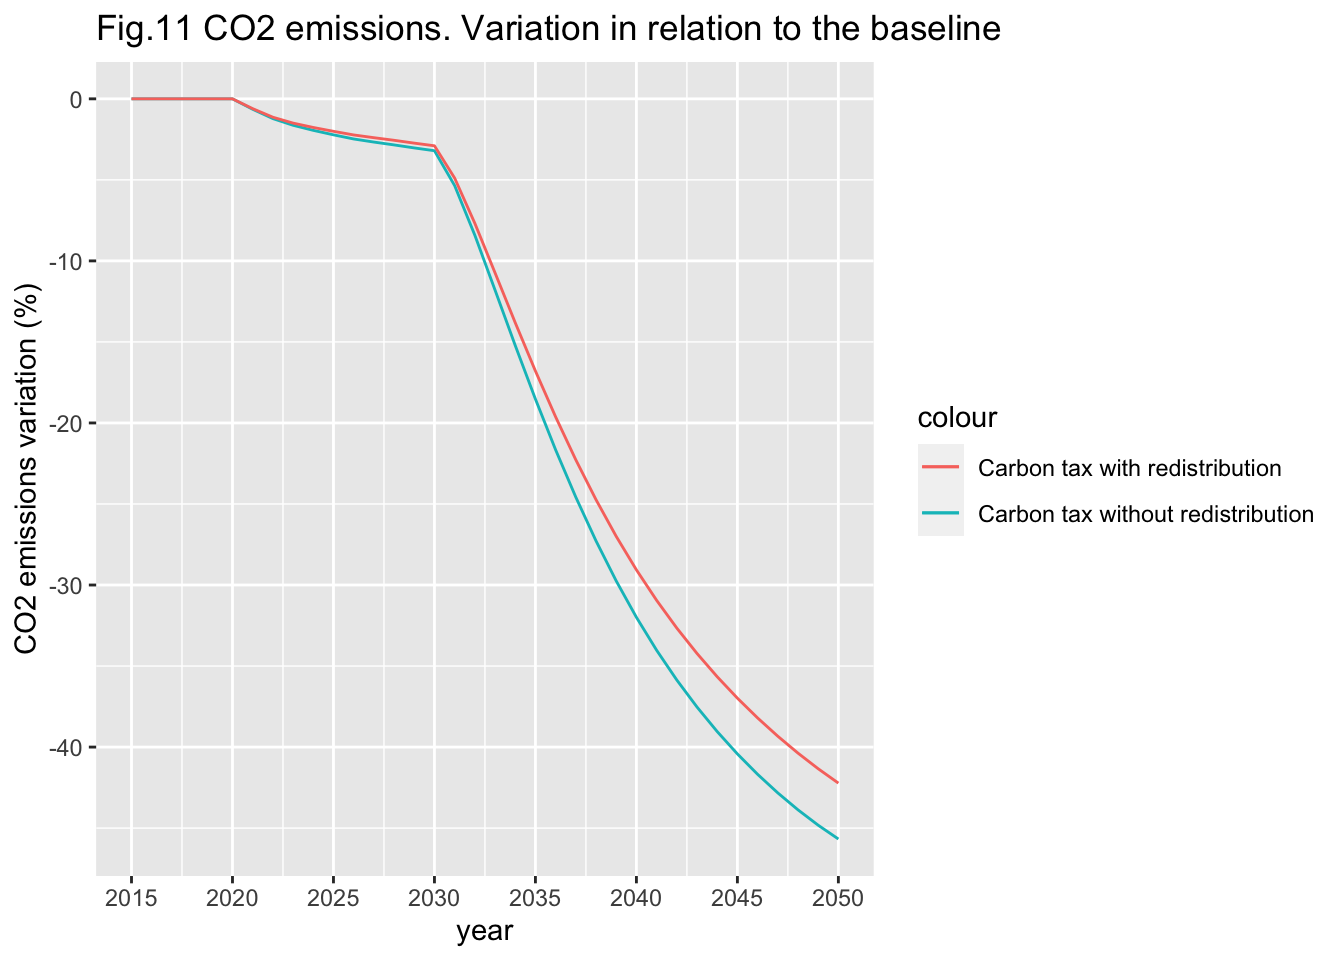 Fig.11 CO2 emissions. Variation in relation to the baseline
0
-10
-20
-30
-40
CO2 emissions variation (%)
2015 2020 2025 2030 2035 2040 2045 2050
year
colour
Carbon tax with redistribution
Carbon tax without redistribution